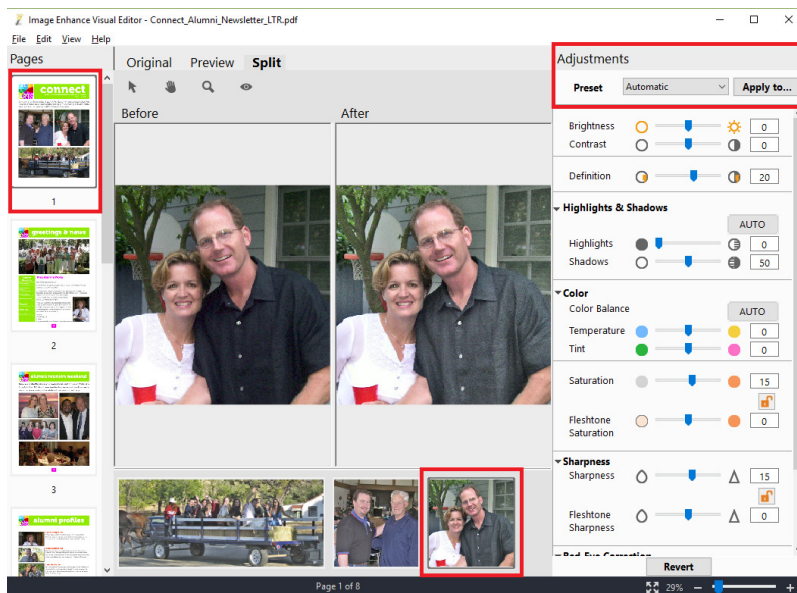 Image Enhance Visual Editor - Connect_Alumni_Newsletter_LTR.pdf
File Edit View Help
Pages
connect
1
greetings & news
2
3
alumni profiles
Original Preview Split
Before After
Adjustments
Preset Automatic Apply to...
Brightness 0
Contrast 0
Definition 20
Highlights & Shadows
AUTO
Highlights 0
Shadows 50
Color
Color Balance AUTO
Temperature 0
Tint 0
Saturation 15
Fleshtone
Saturation 0
Sharpness
Sharpness 15
Fleshtone
Sharpness 0
Red-Eye Correction
Revert
Page 1 of 8
29%